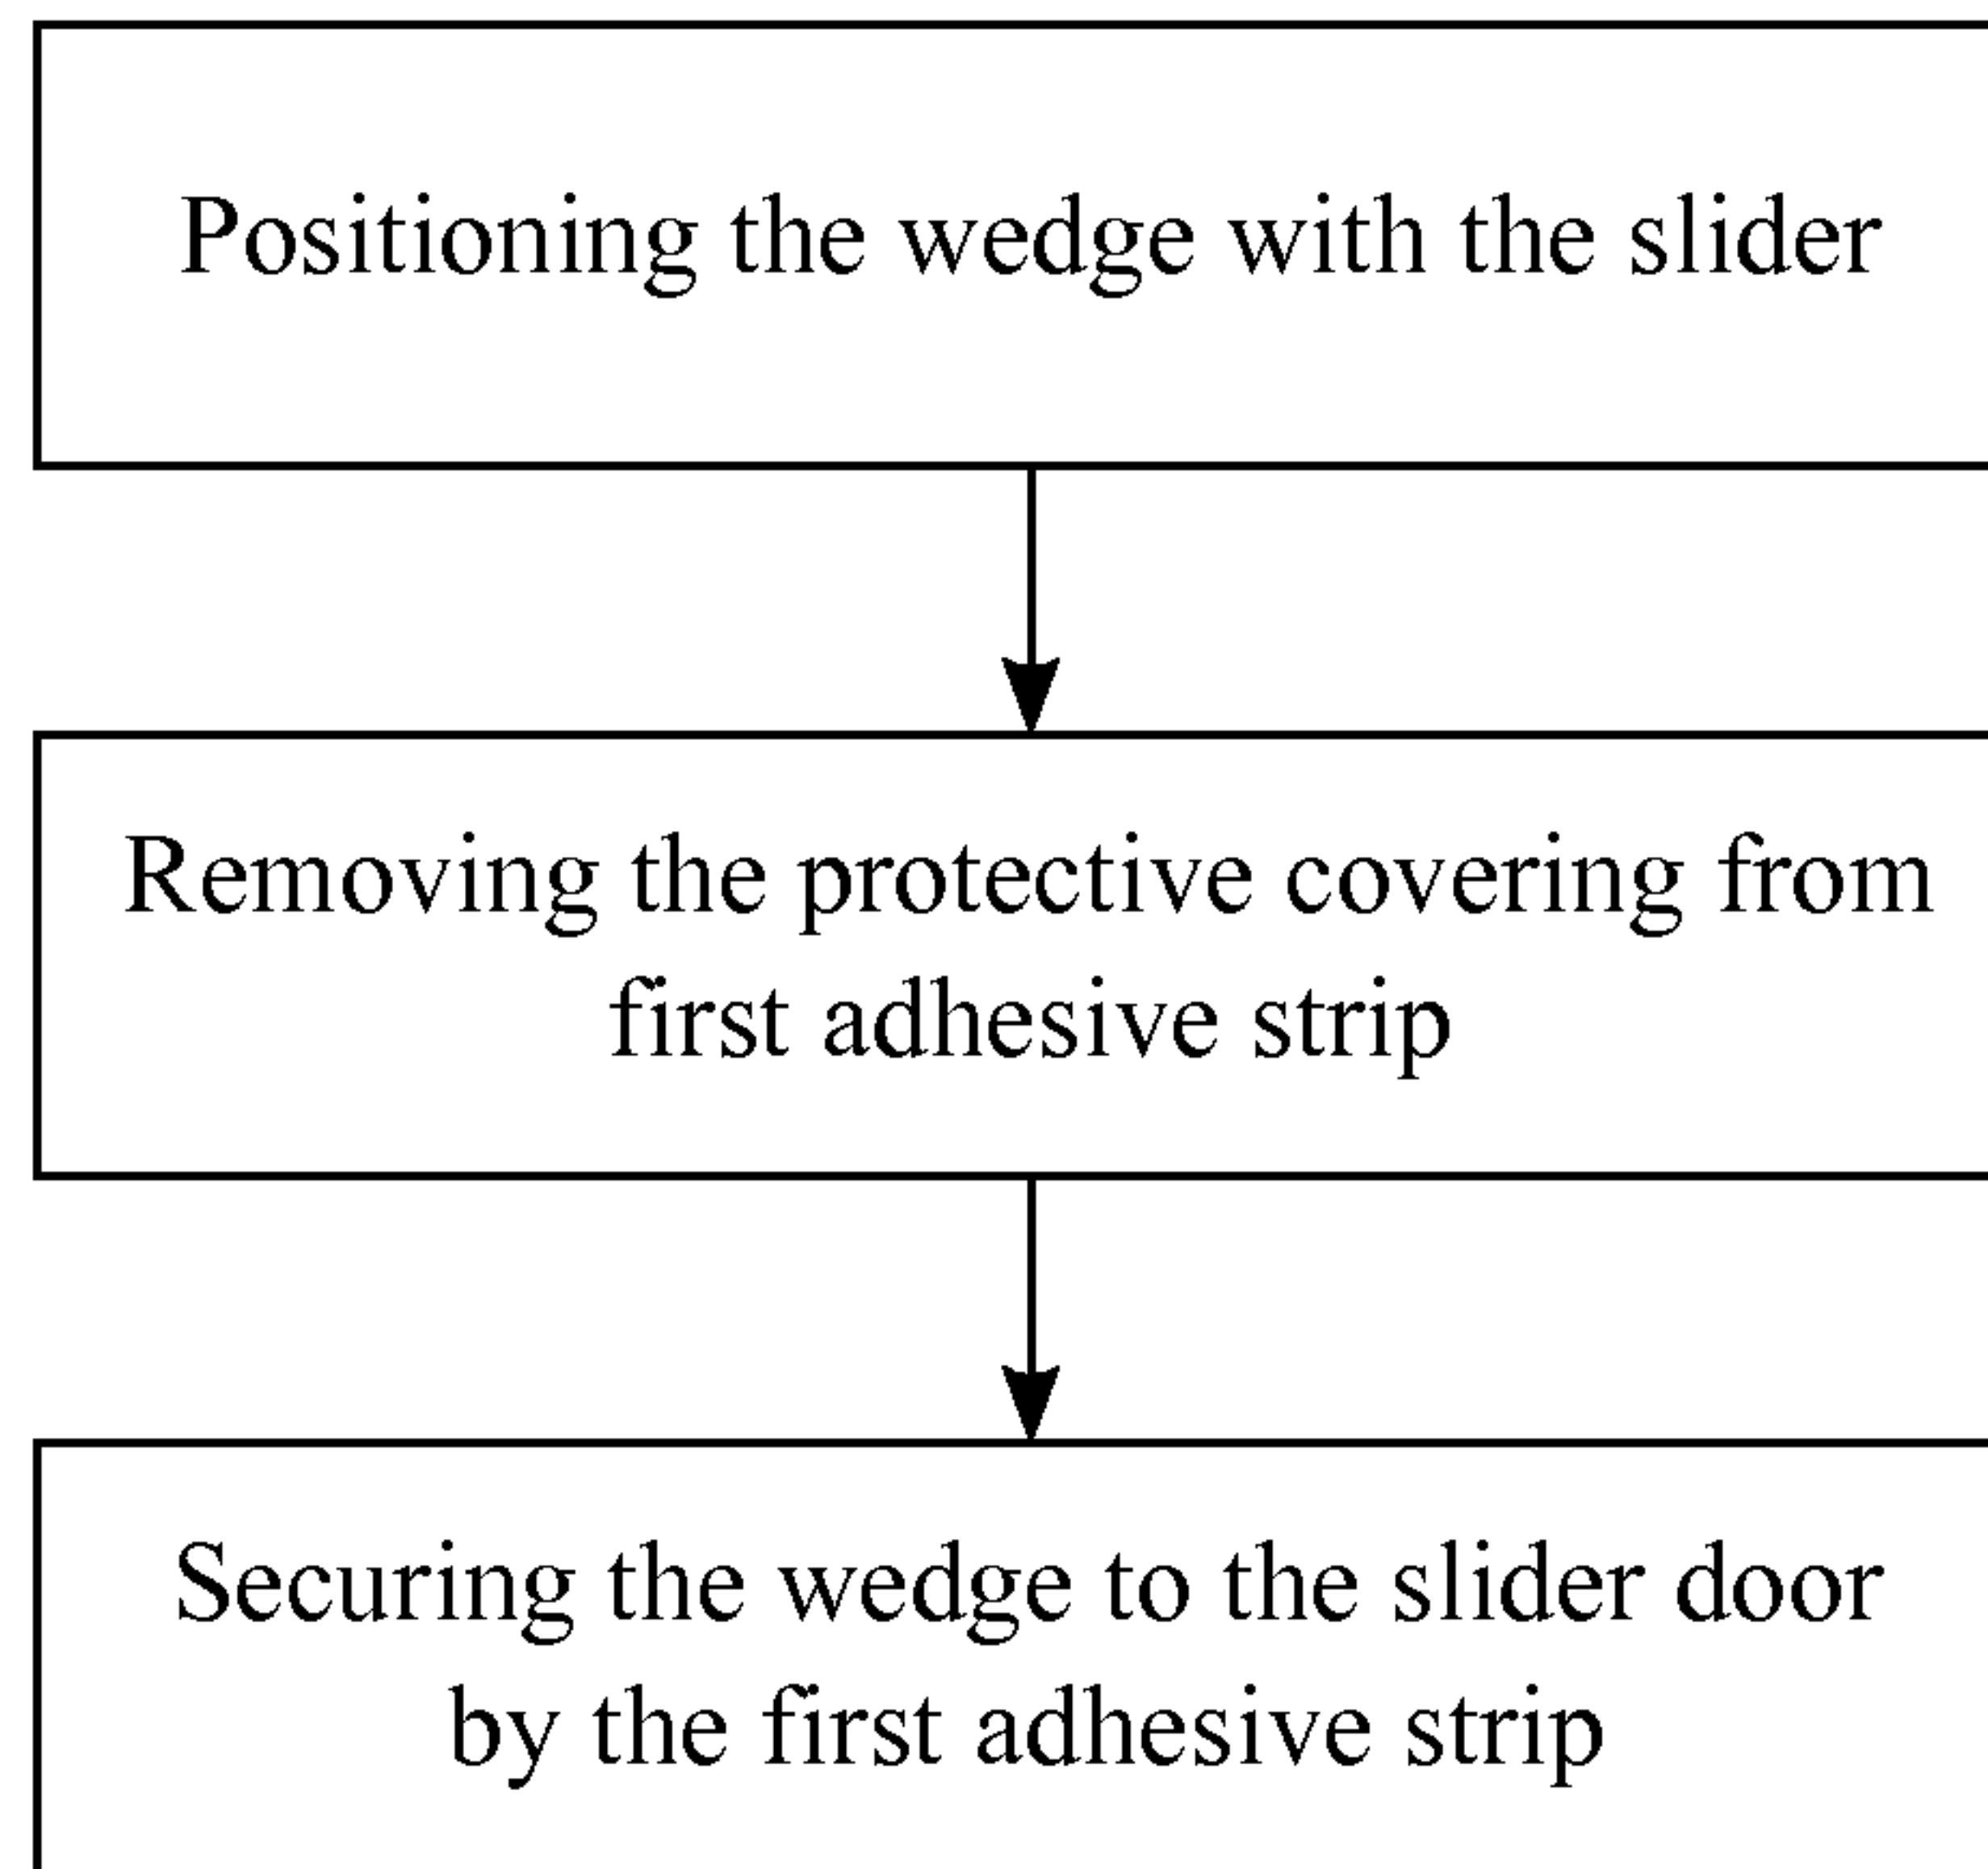 Positioning the wedge with the slider
Removing the protective covering from
first adhesive strip
Securing the wedge to the slider door
by the first adhesive strip